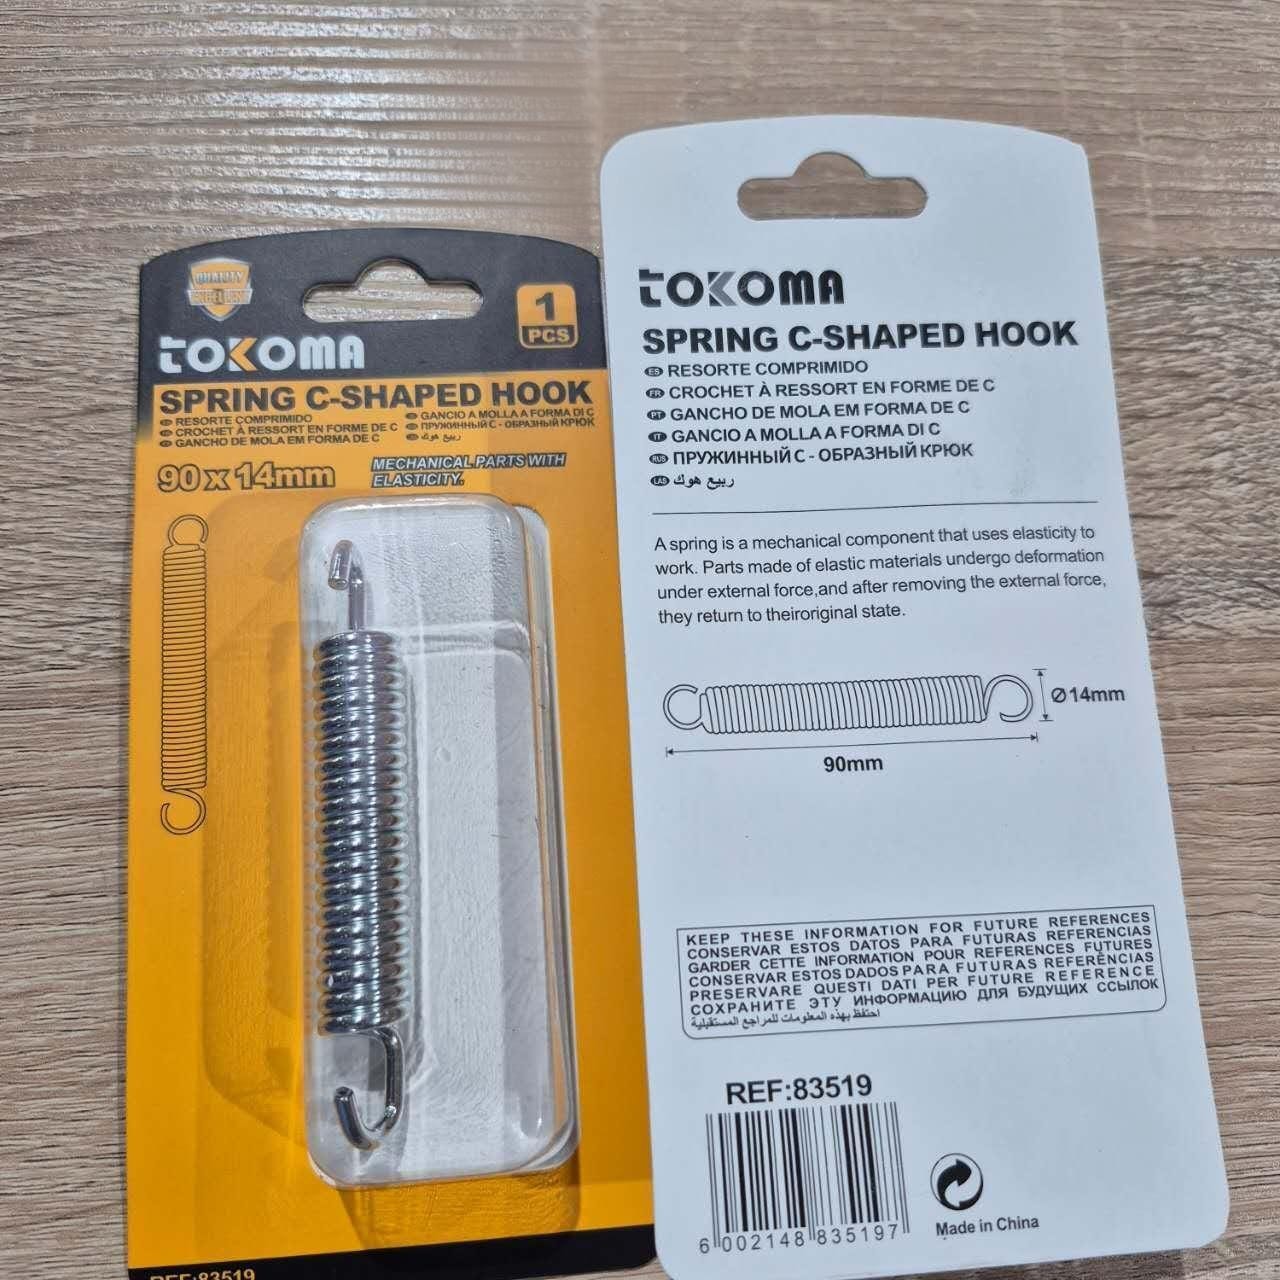 QUALITY
EXCELLENT
1
PCS
TOKOMA
SPRING C-SHAPED HOOK
RESORTE COMPRIMIDO
CROCHET À RESSORT EN FORME DE C
GANCHO DE MOLA EM FORMA DE C
GANCIO A MOLLA A FORMA DI C
ПРУЖИННЫЙ С - ОБРАЗНЫЙ КРЮК
ربيع هوك
90 x 14mm
MECHANICAL PARTS WITH
ELASTICITY.
REF:83519
TOKOMA
SPRING C-SHAPED HOOK
ES RESORTE COMPRIMIDO
FR CROCHET À RESSORT EN FORME DE C
PT GANCHO DE MOLA EM FORMA DE C
IT GANCIO A MOLLA A FORMA DI C
RUS ПРУЖИННЫЙ С - ОБРАЗНЫЙ КРЮК
ربيع هوك
A spring is a mechanical component that uses elasticity to
work. Parts made of elastic materials undergo deformation
under external force,and after removing the external force,
they return to theiroriginal state.
Ø14mm
90mm
KEEP THESE INFORMATION FOR FUTURE REFERENCES
CONSERVAR ESTOS DATOS PARA FUTURAS REFERENCIAS
GARDER CETTE INFORMATION POUR REFERENCES FUTURES
CONSERVAR ESTOS DADOS PARA FUTURAS REFERÊNCIAS
PRESERVARE QUESTI DATI PER FUTURE REFERENCE
СОХРАНИТЕ ЭТУ ИНФОРМАЦИЮ ДЛЯ БУДУЩИХ ССЫЛОК
احتفظ بهذه المعلومات للمراجع المستقبلية
REF:83519
6 002148 835197
Made in China